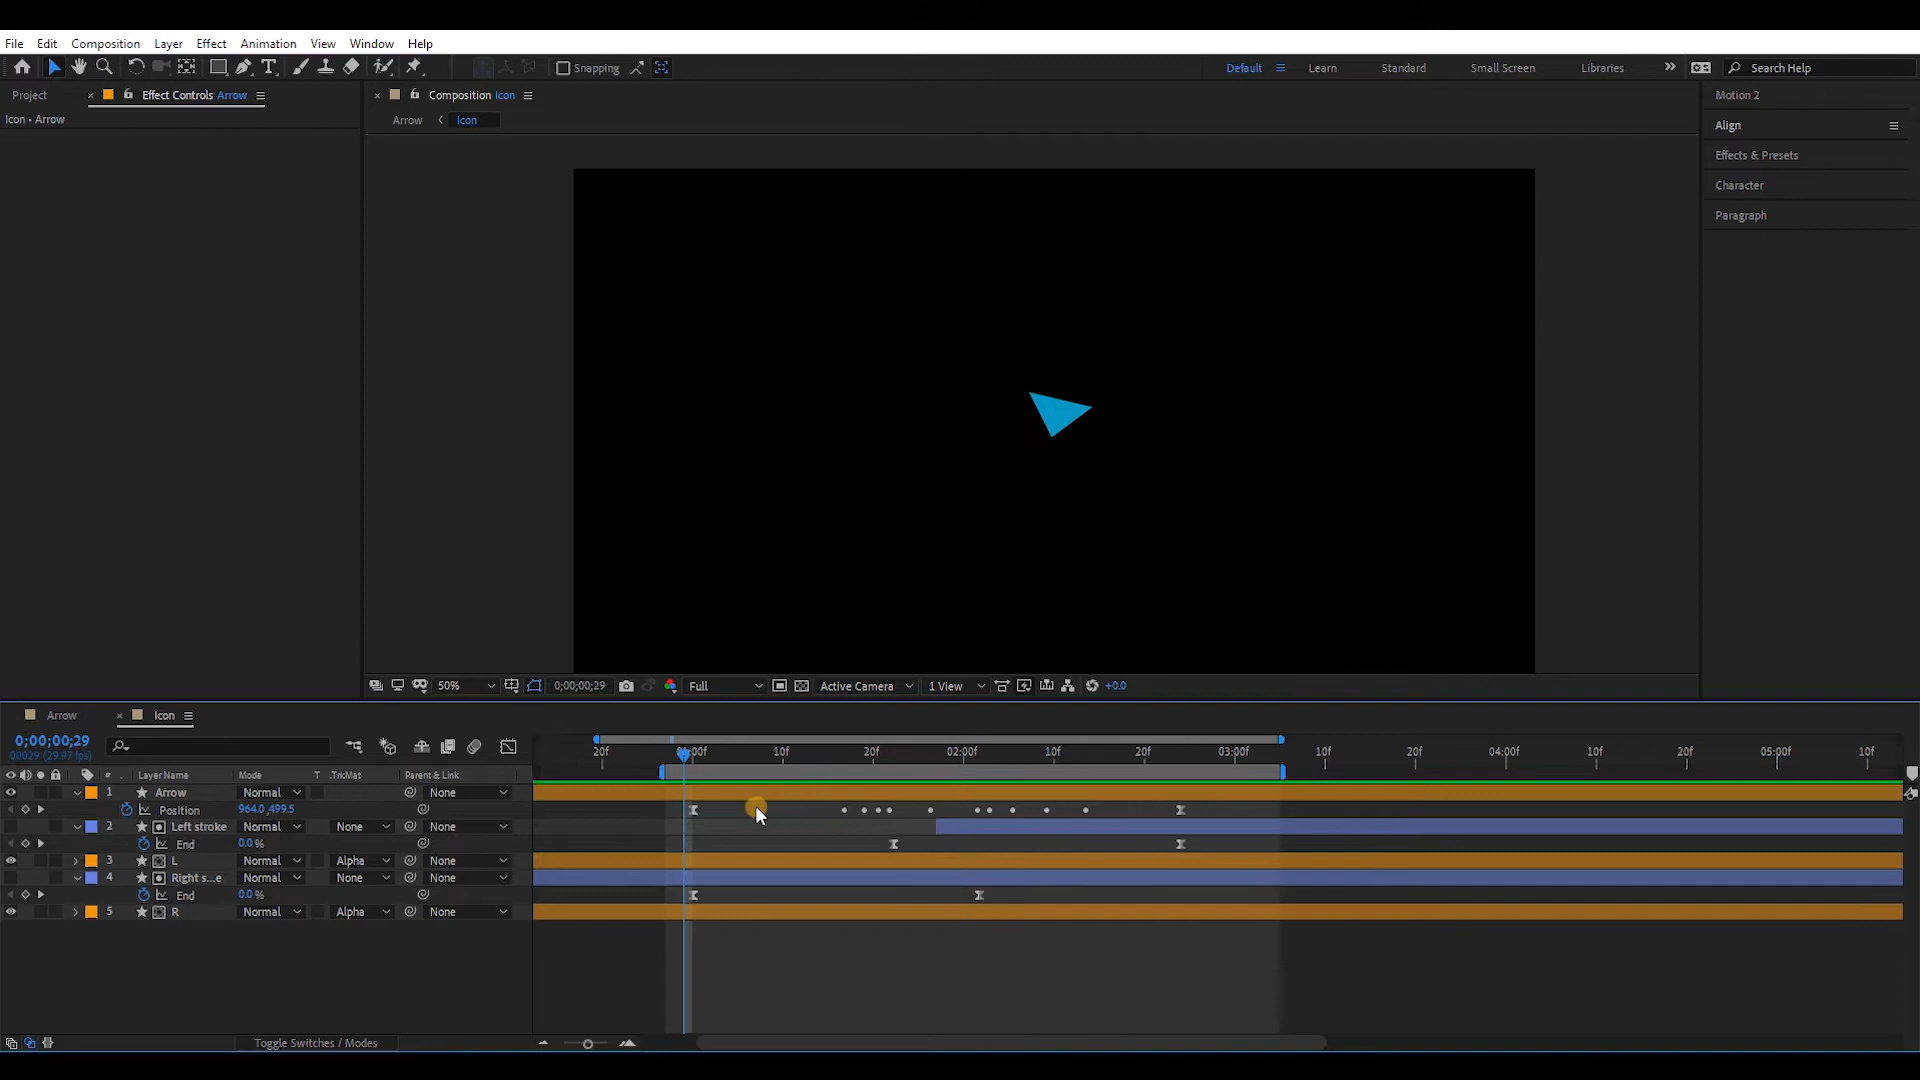 File Edit Composition Layer Effect Animation View Window Help
Snapping Default Learn Standard Small Screen Libraries Search Help
Project Effect Controls Arrow Composition Icon Motion 2
Icon • Arrow Arrow Icon Align
Effects & Presets
Character
Paragraph
50% 0;00;00;29 Full Active Camera 1 View +0.0
Arrow Icon
0;00;00;29
00029 (29.97 fps)
20f 10f 20f 02:00f 10f 20f 03:00f 10f 20f 04:00f 10f 20f 05:00f 10f
# Layer Name Mode T .TrkMat Parent & Link
1 Arrow Normal None
Position 964.0,499.5
2 Left stroke Normal None None
End 0.0 %
3 L Normal Alpha None
4 Right s...e Normal None None
End 0.0 %
5 R Normal Alpha None
Toggle Switches / Modes